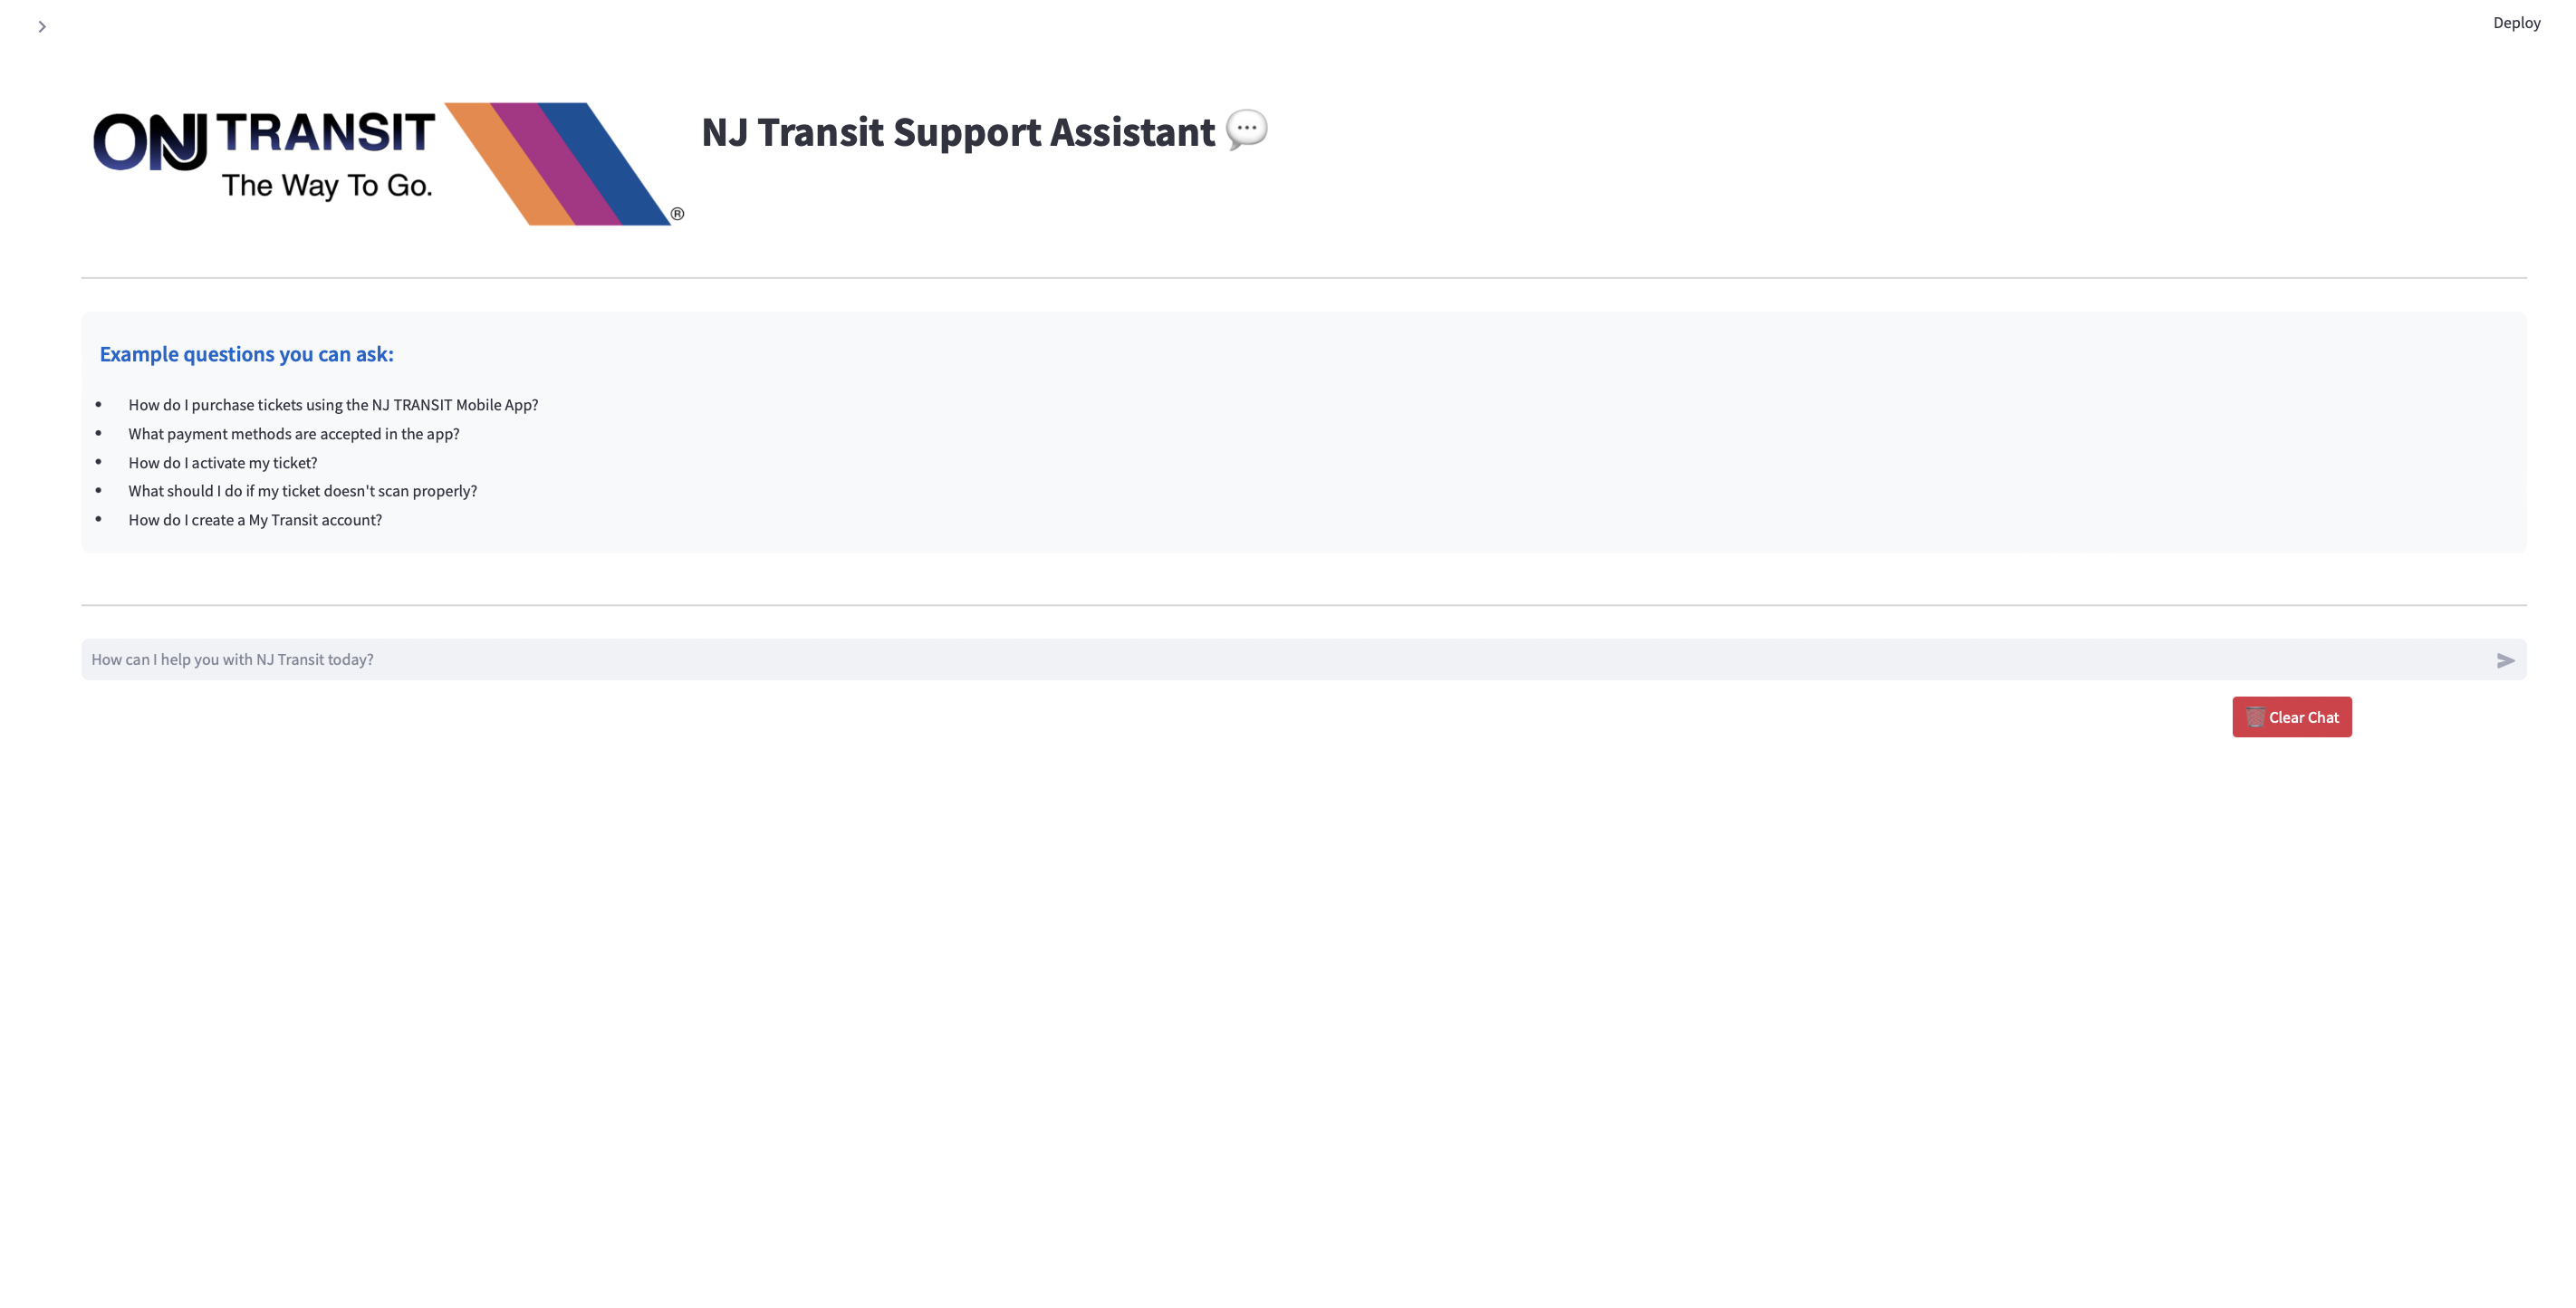 Deploy
ONJ TRANSIT
The Way To Go.
®
NJ Transit Support Assistant 💬
Example questions you can ask:
• How do I purchase tickets using the NJ TRANSIT Mobile App?
• What payment methods are accepted in the app?
• How do I activate my ticket?
• What should I do if my ticket doesn't scan properly?
• How do I create a My Transit account?
How can I help you with NJ Transit today?
🗑️ Clear Chat